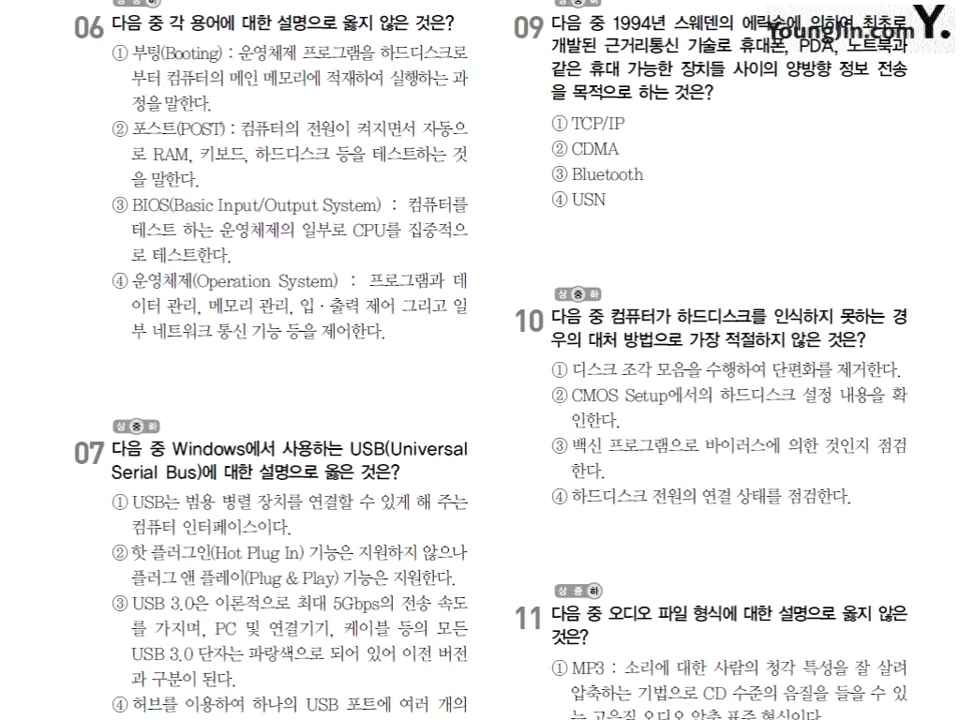 06 다음 중 각 용어에 대한 설명으로 옳지 않은 것은?
① 부팅(Booting) : 운영체제 프로그램을 하드디스크로
부터 컴퓨터의 메인 메모리에 적재하여 실행하는 과
정을 말한다.
② 포스트(POST) : 컴퓨터의 전원이 켜지면서 자동으
로 RAM, 키보드, 하드디스크 등을 테스트하는 것
을 말한다.
③ BIOS(Basic Input/Output System) : 컴퓨터를
테스트 하는 운영체제의 일부로 CPU를 집중적으
로 테스트한다.
④ 운영체제(Operation System) : 프로그램과 데
이터 관리, 메모리 관리, 입·출력 제어 그리고 일
부 네트워크 통신 기능 등을 제어한다.
상 중 하
07 다음 중 Windows에서 사용하는 USB(Universal
Serial Bus)에 대한 설명으로 옳은 것은?
① USB는 범용 병렬 장치를 연결할 수 있게 해 주는
컴퓨터 인터페이스이다.
② 핫 플러그인(Hot Plug In) 기능은 지원하지 않으나
플러그 앤 플레이(Plug & Play) 기능은 지원한다.
③ USB 3.0은 이론적으로 최대 5Gbps의 전송 속도
를 가지며, PC 및 연결기기, 케이블 등의 모든
USB 3.0 단자는 파랑색으로 되어 있어 이전 버전
과 구분이 된다.
④ 허브를 이용하여 하나의 USB 포트에 여러 개의
09 다음 중 1994년 스웨덴의 에릭슨에 의하여 최초로
개발된 근거리통신 기술로 휴대폰, PDA, 노트북과
같은 휴대 가능한 장치들 사이의 양방향 정보 전송
을 목적으로 하는 것은?
① TCP/IP
② CDMA
③ Bluetooth
④ USN
상 중 하
10 다음 중 컴퓨터가 하드디스크를 인식하지 못하는 경
우의 대처 방법으로 가장 적절하지 않은 것은?
① 디스크 조각 모음을 수행하여 단편화를 제거한다.
② CMOS Setup에서의 하드디스크 설정 내용을 확
인한다.
③ 백신 프로그램으로 바이러스에 의한 것인지 점검
한다.
④ 하드디스크 전원의 연결 상태를 점검한다.
상 중 하
11 다음 중 오디오 파일 형식에 대한 설명으로 옳지 않은
것은?
① MP3 : 소리에 대한 사람의 청각 특성을 잘 살려
압축하는 기법으로 CD 수준의 음질을 들을 수 있
는 고음질 오디오 압축 표준 형식이다.
Youngjin.com Y.